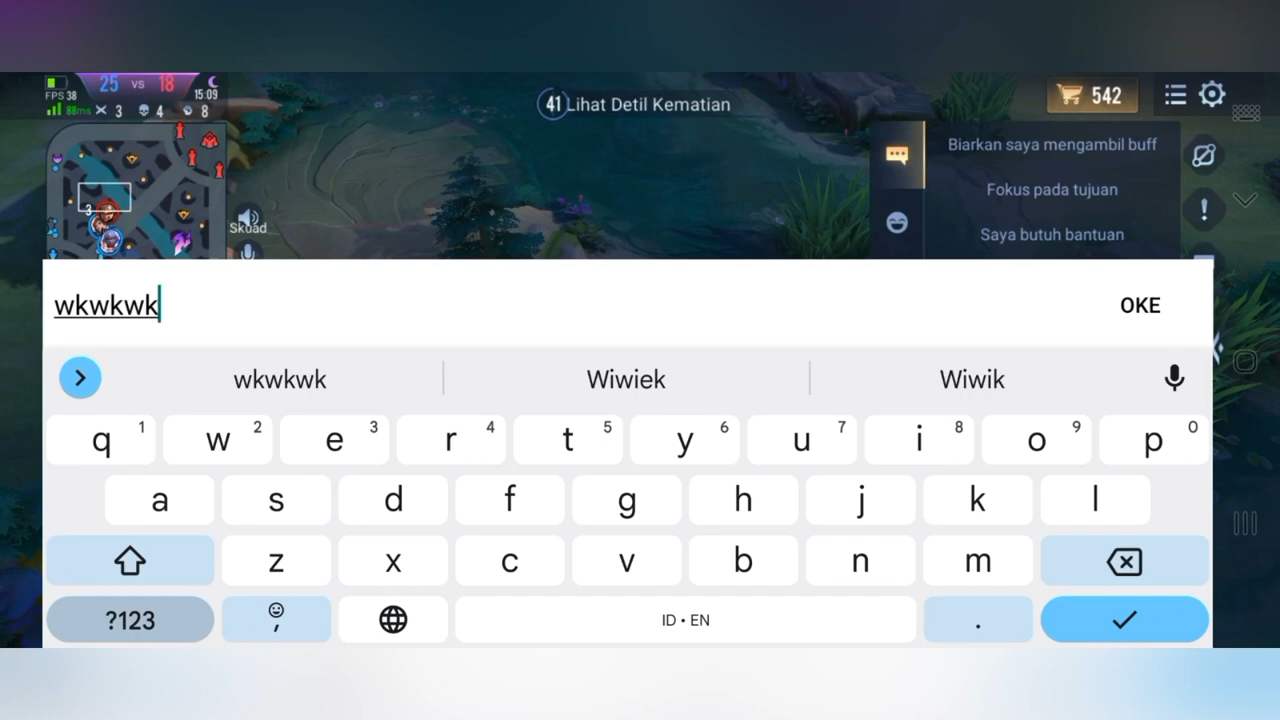 25 vs 18
FPS 38
15:09
88ms 3 4 8
41 Lihat Detil Kematian
542
Biarkan saya mengambil buff
Fokus pada tujuan
Saya butuh bantuan
3
Skuad
wkwkwk
OKE
wkwkwk Wiwiek Wiwik
q 1 w 2 e 3 r 4 t 5 y 6 u 7 i 8 o 9 p 0
a s d f g h j k l
z x c v b n m
?123 , ID • EN .